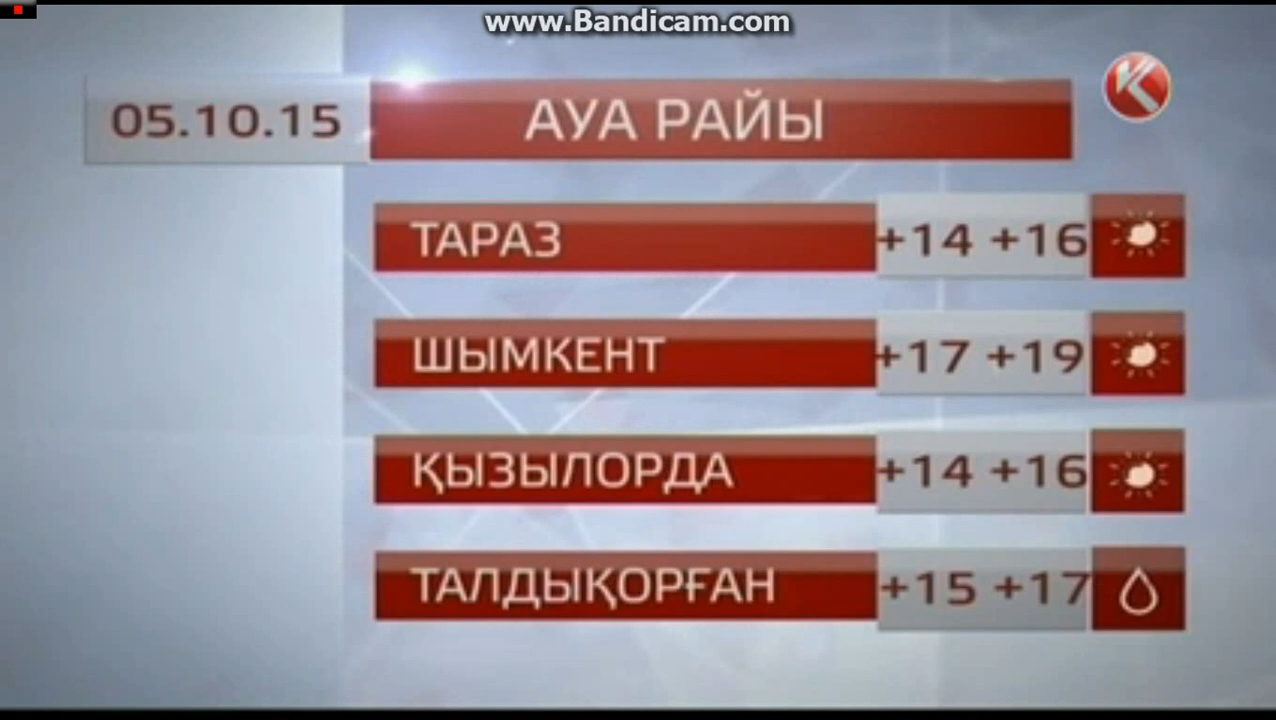 www.Bandicam.com
05.10.15 АУА РАЙЫ
ТАРАЗ +14 +16
ШЫМКЕНТ +17 +19
ҚЫЗЫЛОРДА +14 +16
ТАЛДЫҚОРҒАН +15 +17